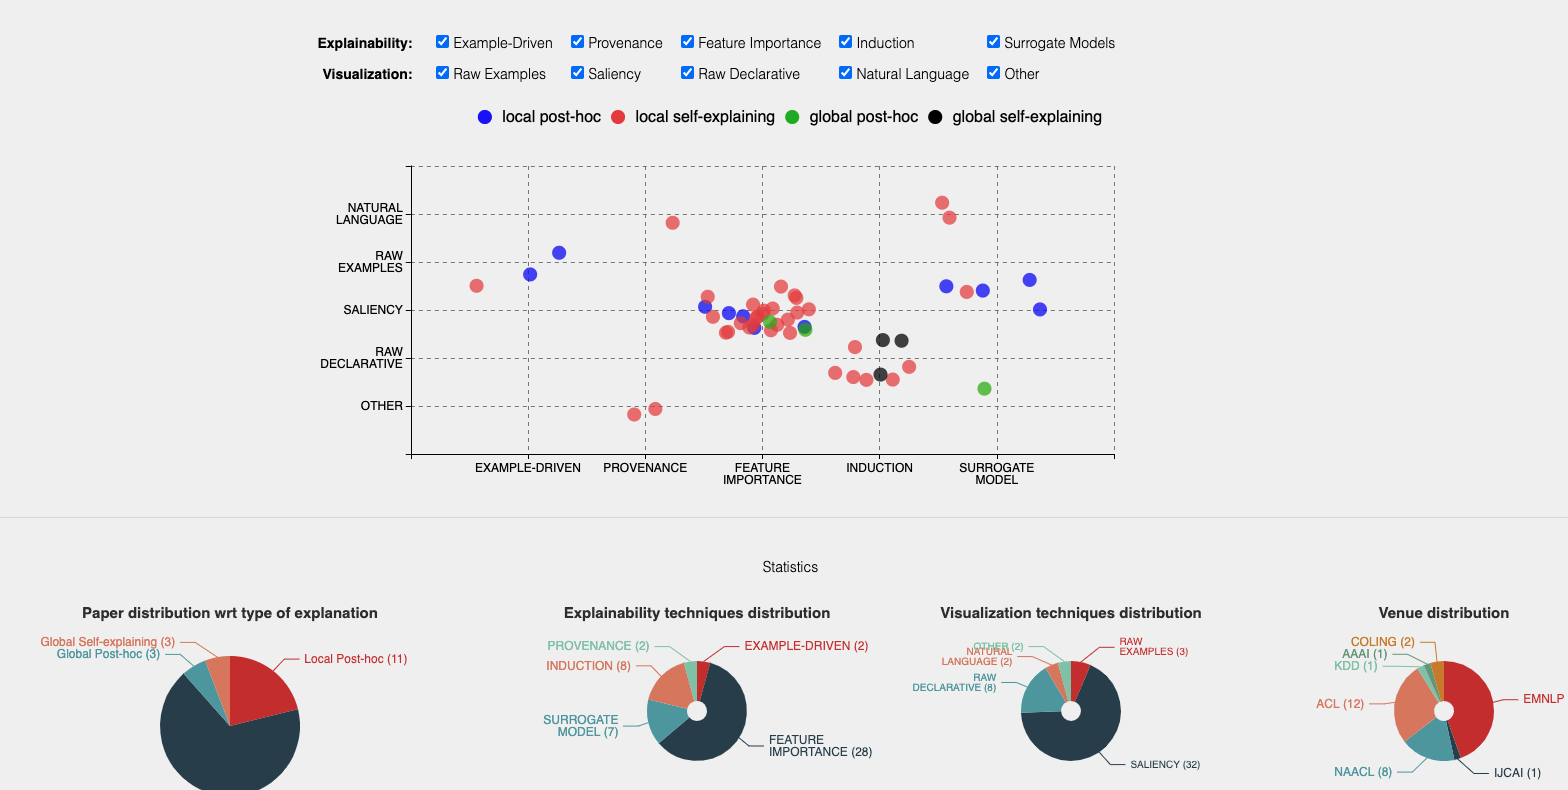 Explainability: Example-Driven Provenance Feature Importance Induction Surrogate Models
Visualization: Raw Examples Saliency Raw Declarative Natural Language Other
local post-hoc local self-explaining global post-hoc global self-explaining
NATURAL
LANGUAGE
RAW
EXAMPLES
SALIENCY
RAW
DECLARATIVE
OTHER
EXAMPLE-DRIVEN PROVENANCE FEATURE
IMPORTANCE INDUCTION SURROGATE
MODEL
Statistics
Paper distribution wrt type of explanation
Global Self-explaining (3)
Global Post-hoc (3)
Local Post-hoc (11)
Explainability techniques distribution
PROVENANCE (2)
EXAMPLE-DRIVEN (2)
INDUCTION (8)
SURROGATE
MODEL (7)
FEATURE
IMPORTANCE (28)
Visualization techniques distribution
OTHER (2)
RAW
EXAMPLES (3)
NATURAL
LANGUAGE (2)
RAW
DECLARATIVE (8)
SALIENCY (32)
Venue distribution
COLING (2)
AAAI (1)
KDD (1)
ACL (12)
EMNLP
NAACL (8)
IJCAI (1)